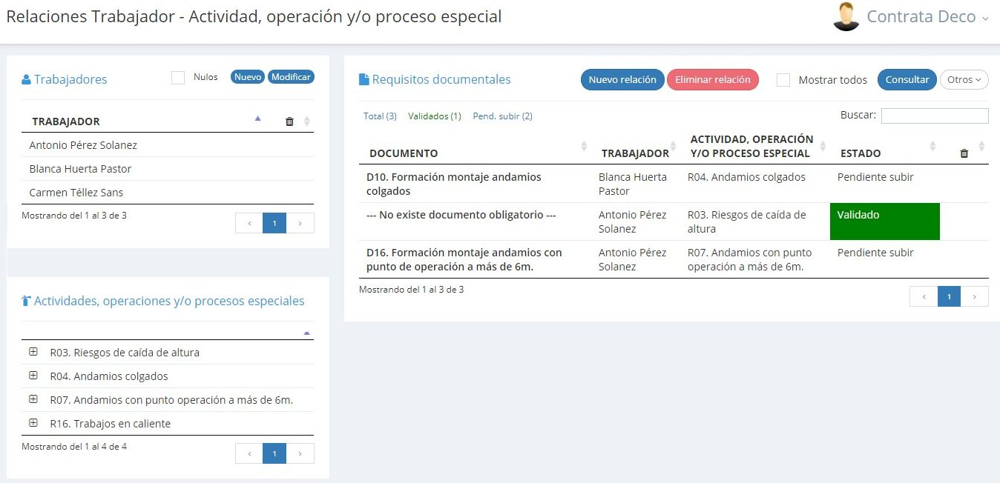 Relaciones Trabajador - Actividad, operación y/o proceso especial
Contrata Deco
Trabajadores
Nulos
Nuevo
Modificar
TRABAJADOR
Antonio Pérez Solanez
Blanca Huerta Pastor
Carmen Téllez Sans
Mostrando del 1 al 3 de 3
‹ 1 ›
Actividades, operaciones y/o procesos especiales
R03. Riesgos de caída de altura
R04. Andamios colgados
R07. Andamios con punto operación a más de 6m.
R16. Trabajos en caliente
Mostrando del 1 al 4 de 4
‹ 1 ›
Requisitos documentales
Nuevo relación
Eliminar relación
Mostrar todos
Consultar
Otros
Total (3) Validados (1) Pend. subir (2)
Buscar:
DOCUMENTO
TRABAJADOR
ACTIVIDAD, OPERACIÓN
Y/O PROCESO ESPECIAL
ESTADO
D10. Formación montaje andamios
colgados
Blanca Huerta
Pastor
R04. Andamios colgados
Pendiente subir
--- No existe documento obligatorio ---
Antonio Pérez
Solanez
R03. Riesgos de caída de
altura
Validado
D16. Formación montaje andamios con
punto de operación a más de 6m.
Antonio Pérez
Solanez
R07. Andamios con punto
operación a más de 6m.
Pendiente subir
Mostrando del 1 al 3 de 3
‹ 1 ›